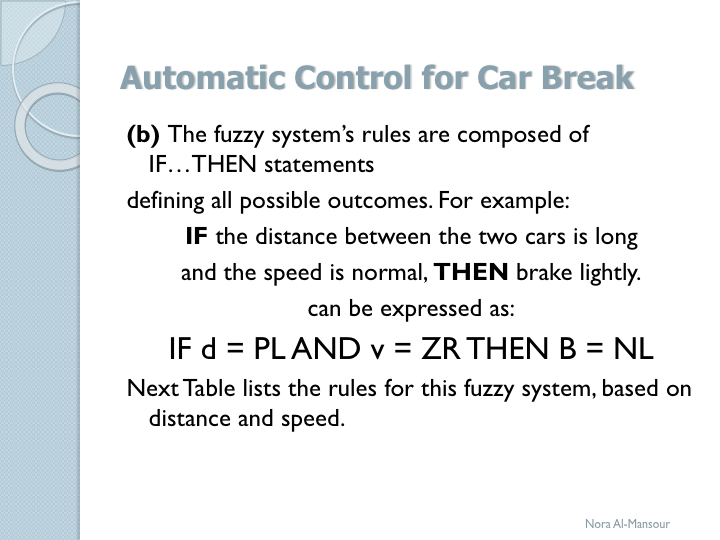 Automatic Control for Car Break
(b) The fuzzy system’s rules are composed of
IF…THEN statements
defining all possible outcomes. For example:
IF the distance between the two cars is long
and the speed is normal, THEN brake lightly.
can be expressed as:
IF d = PL AND v = ZR THEN B = NL
Next Table lists the rules for this fuzzy system, based on
distance and speed.
Nora Al-Mansour